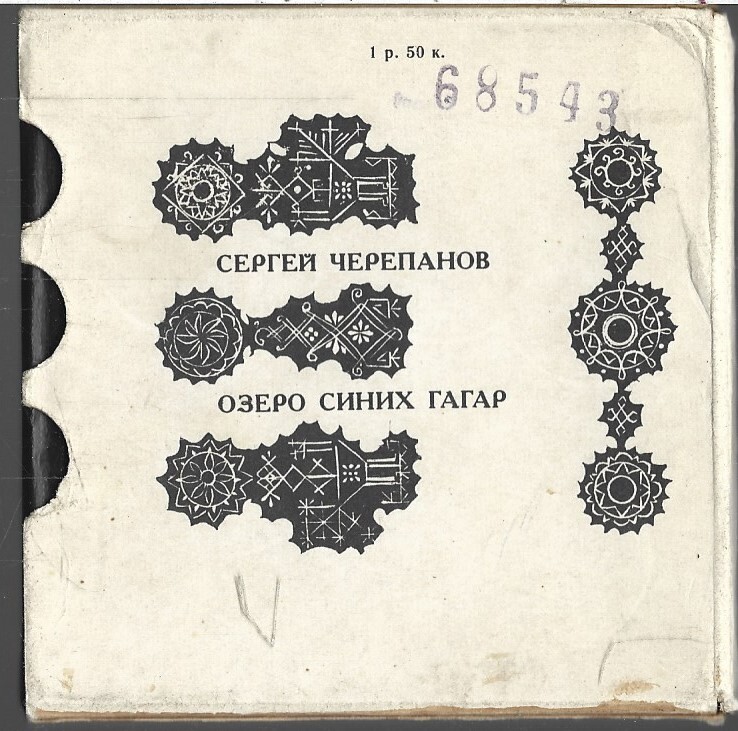 1 р. 50 к.
68543
СЕРГЕЙ ЧЕРЕПАНОВ
ОЗЕРО СИНИХ ГАГАР